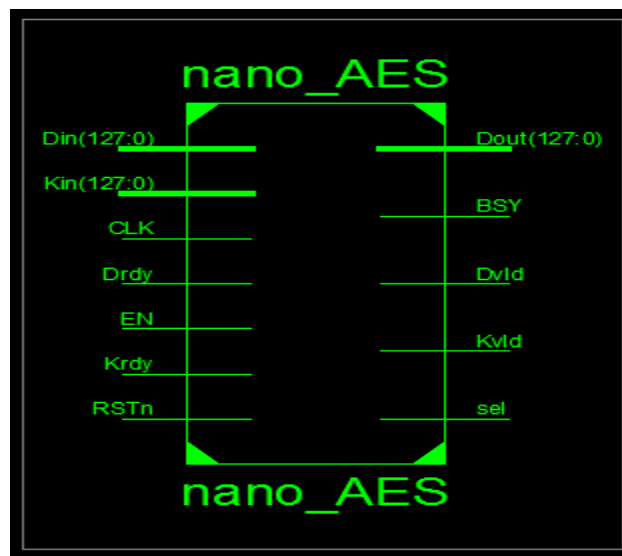 nano_AES
Din(127:0)
Dout(127:0)
Kin(127:0)
BSY
CLK
Drdy
Dvld
EN
Kvld
Krdy
RSTn
sel
nano_AES